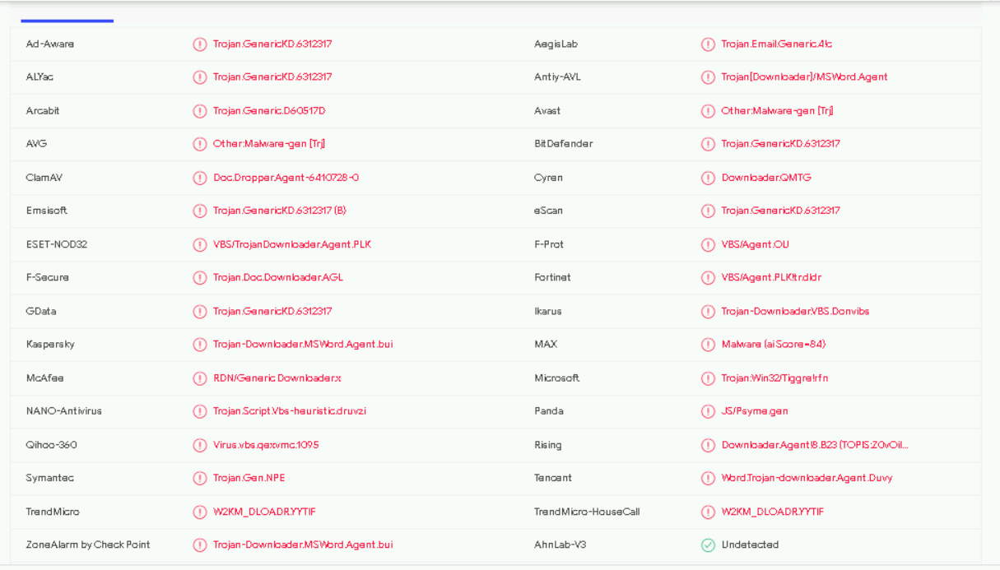 Ad-Aware Trojan.GenericKD.6312317 AegisLab Trojan.Email.Generic.4!c
ALYac Trojan.GenericKD.6312317 Antiy-AVL Trojan[Downloader]/MSWord.Agent
Arcabit Trojan.Generic.D60517D Avast Other:Malware-gen [Trj]
AVG Other:Malware-gen [Trj] BitDefender Trojan.GenericKD.6312317
ClamAV Doc.Dropper.Agent-6410728-0 Cyren Downloader.QMTG
Emsisoft Trojan.GenericKD.6312317 (B) eScan Trojan.GenericKD.6312317
ESET-NOD32 VBS/TrojanDownloader.Agent.PLK F-Prot VBS/Agent.OU
F-Secure Trojan.Doc.Downloader.AGL Fortinet VBS/Agent.PLK!tr.dldr
GData Trojan.GenericKD.6312317 Ikarus Trojan-Downloader.VBS.Donvibs
Kaspersky Trojan-Downloader.MSWord.Agent.bui MAX Malware (ai Score=84)
McAfee RDN/Generic Downloader.x Microsoft Trojan:Win32/Tiggre!rfn
NANO-Antivirus Trojan.Script.Vbs-heuristic.druvzi Panda JS/Psyme.gen
Qihoo-360 Virus.vbs.qexvmc.1095 Rising Downloader.Agent!8.B23 (TOPIS:Z0vOil...
Symantec Trojan.Gen.NPE Tencent Word.Trojan-downloader.Agent.Duvy
TrendMicro W2KM_DLOADR.YYTIF TrendMicro-HouseCall W2KM_DLOADR.YYTIF
ZoneAlarm by Check Point Trojan-Downloader.MSWord.Agent.bui AhnLab-V3 Undetected